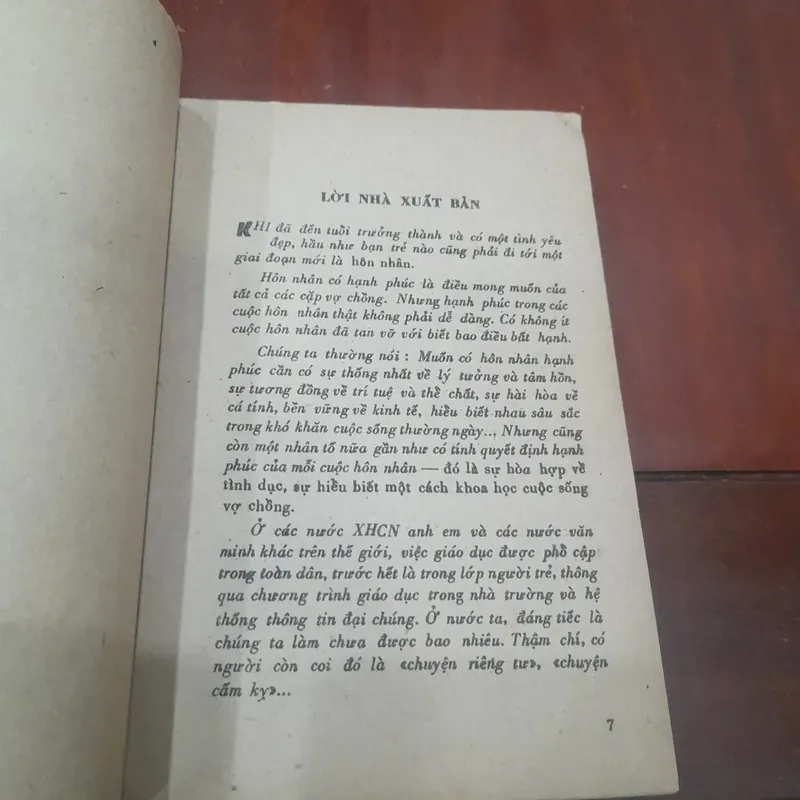 LỜI NHÀ XUẤT BẢN
KHI đã đến tuổi trưởng thành và có một tình yêu
đẹp, hầu như bạn trẻ nào cũng phải đi tới một
giai đoạn mới là hôn nhân.
Hôn nhân có hạnh phúc là điều mong muốn của
tất cả các cặp vợ chồng. Nhưng hạnh phúc trong các
cuộc hôn nhân thật không phải dễ dàng. Có không ít
cuộc hôn nhân đã tan vỡ với biết bao điều bất hạnh.
Chúng ta thường nói : Muốn có hôn nhân hạnh
phúc cần có sự thống nhất về lý tưởng và tâm hồn,
sự tương đồng về trí tuệ và thể chất, sự hài hòa về
cá tính, bền vững về kinh tế, hiểu biết nhau sâu sắc
trong khó khăn cuộc sống thường ngày.., Nhưng cũng
còn một nhân tố nữa gần như có tính quyết định hạnh
phúc của mỗi cuộc hôn nhân — đó là sự hòa hợp về
tình dục, sự hiểu biết một cách khoa học cuộc sống
vợ chồng.
Ở các nước XHCN anh em và các nước văn
minh khác trên thế giới, việc giáo dục được phổ cập
trong toàn dân, trước hết là trong lớp người trẻ, thông
qua chương trình giáo dục trong nhà trường và hệ
thống thông tin đại chúng. Ở nước ta, đáng tiếc là
chúng ta làm chưa được bao nhiêu. Thậm chí, có
người còn coi đó là «chuyện riêng tư», «chuyện
cấm kỵ»...
7